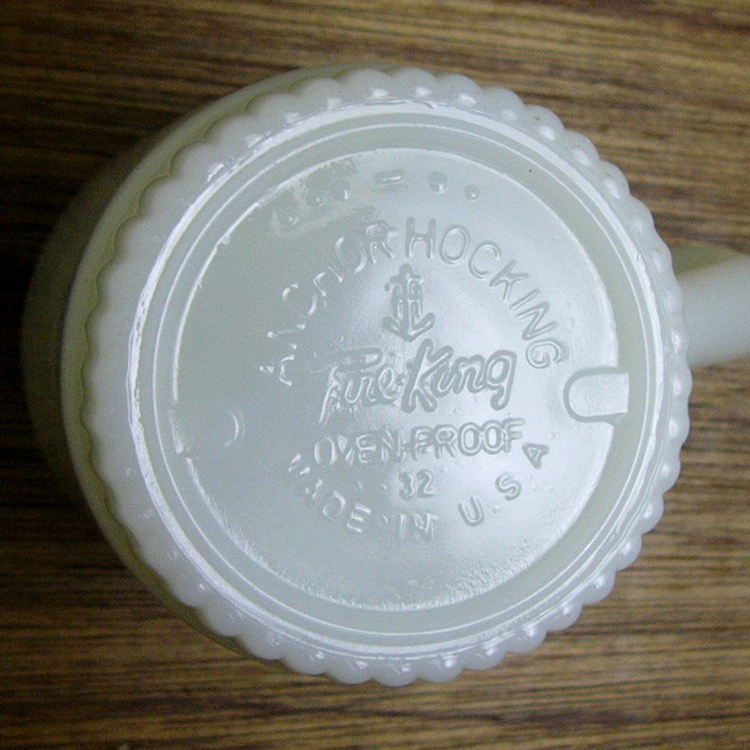 ANCHOR HOCKING
Fire-King
OVEN-PROOF
32
MADE IN U.S.A